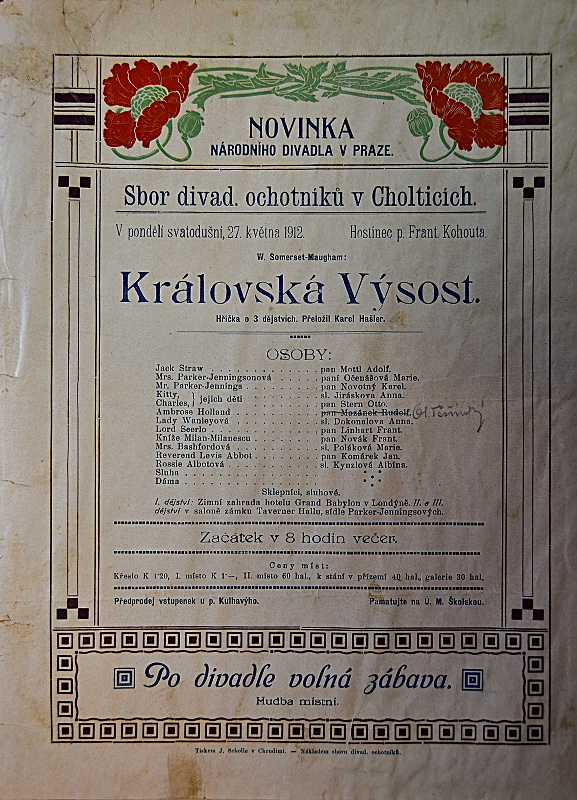 NOVINKA
NÁRODNÍHO DIVADLA V PRAZE.
Sbor divad. ochotníků v Cholticích.
V pondělí svatodušní, 27. května 1912. Hostinec p. Frant. Kohouta.
W. Somerset-Maugham:
Královská Výsost.
Hříčka o 3 dějstvích. Přeložil Karel Hašler.
OSOBY:
Jack Straw . . . . . . . . . . pan Mottl Adolf.
Mrs. Parker-Jenningsonová . . . . . . paní Očenášová Marie.
Mr. Parker-Jennings . . . . . . . . pan Novotný Karel.
Kitty, } jejich děti . . . . . . . . sl. Jirásková Anna.
Charles, . . . . . . . . pan Stern Otto.
Ambrose Holland . . . . . . . . pan Mazánek Rudolf.
Lady Wanleyová . . . . . . . . sl. Dokonalova Anna.
Lord Seerlo . . . . . . . . . . pan Linhart Frant.
Kníže Milan-Milanescu . . . . . . . . pan Novák Frant.
Mrs. Bashfordová . . . . . . . . sl. Poláková Marie.
Reverend Levis Abbot . . . . . . . . pan Komárek Jan.
Rossie Albotová . . . . . . . . sl. Kynzlová Albína.
Sluha . . . . . . . . . .
Dáma . . . . . . . . . .
Sklepníci, sluhové.
I. dějství: Zimní zahrada hotelu Grand Babylon v Londýně. II. a III.
dějství v saloně zámku Taverner Hallu, sídle Parker-Jenningsových.
Začátek v 8 hodin večer.
Ceny míst:
Křeslo K 1·20, I. místo K 1·—, II. místo 60 hal., k stání v přízemí 40 hal., galerie 30 hal.
Předprodej vstupenek u p. Kulhavýho. Pamatujte na Ú. M. Školskou.
Po divadle volná zábava.
Hudba místní.
Tiskem J. Scholle v Chrudimi. — Nákladem sboru divad. ochotníků.